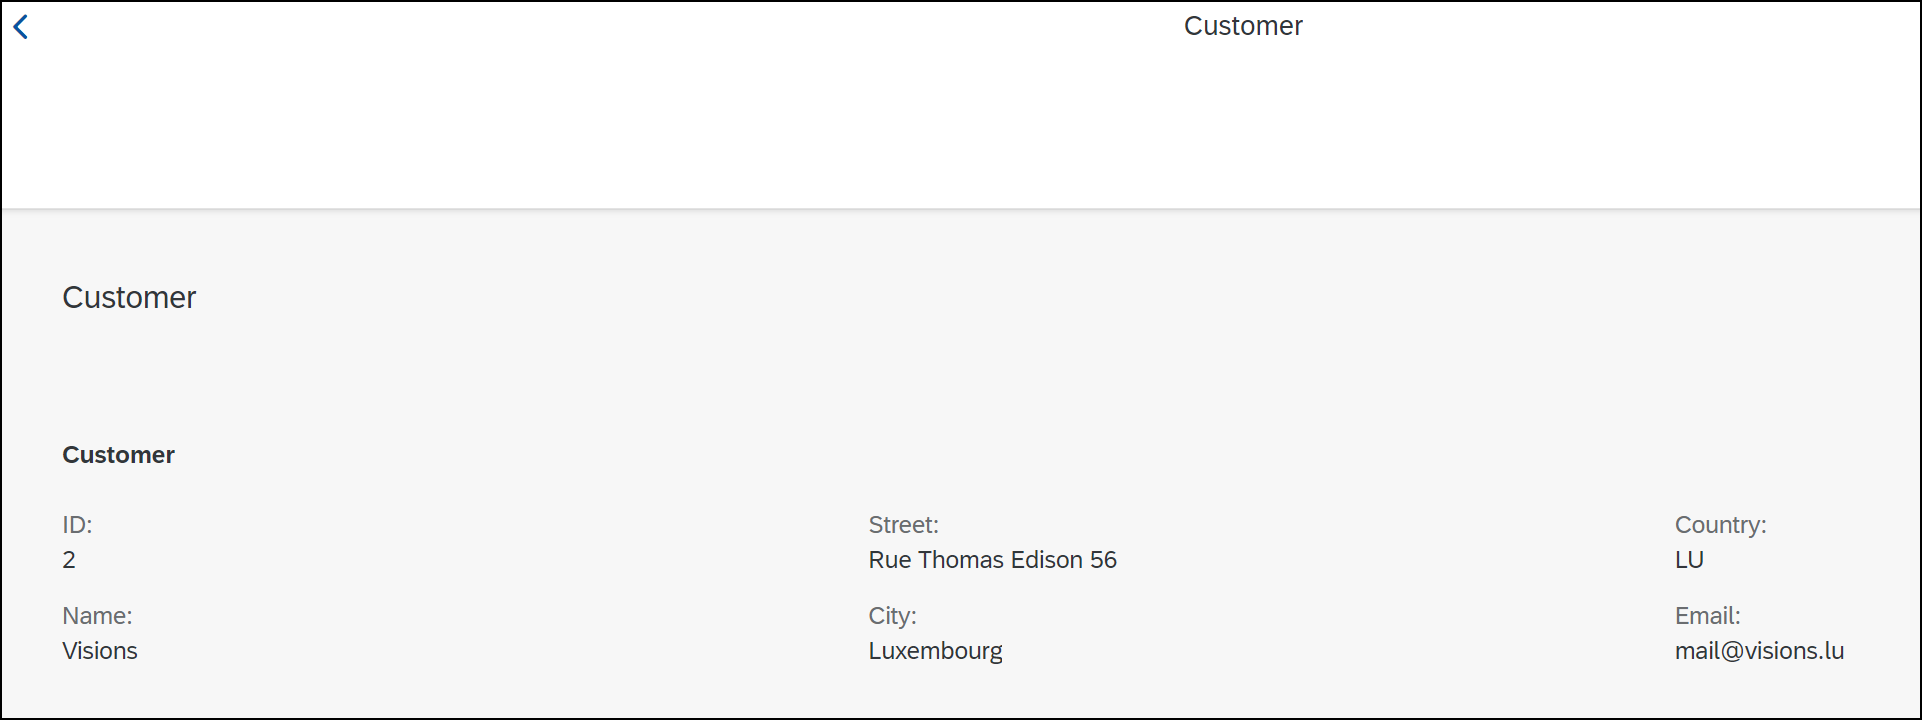 Customer
Customer
Customer
ID:
2
Name:
Visions
Street:
Rue Thomas Edison 56
City:
Luxembourg
Country:
LU
Email:
mail@visions.lu